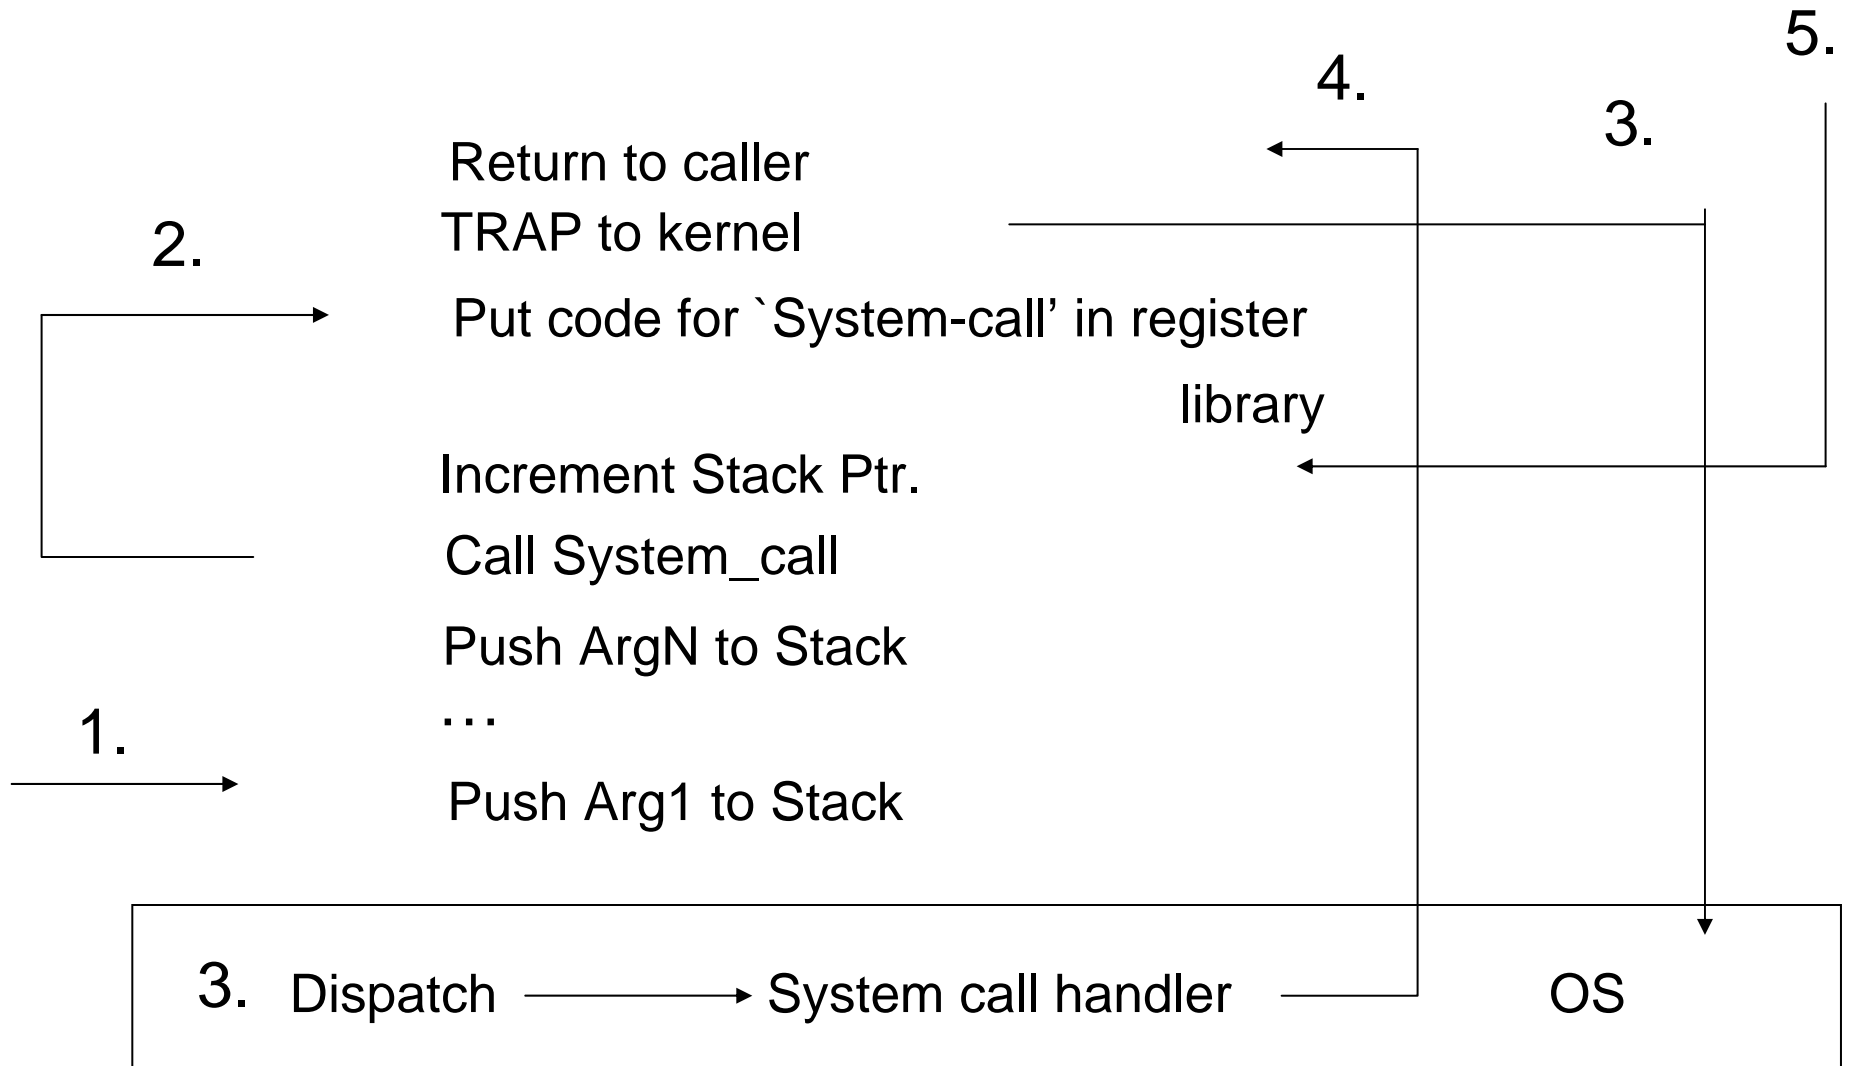 5.
4.
3.
Return to caller
TRAP to kernel
2.
Put code for `System-call’ in register
library
Increment Stack Ptr.
Call System_call
Push ArgN to Stack
…
1.
Push Arg1 to Stack
3. Dispatch System call handler OS